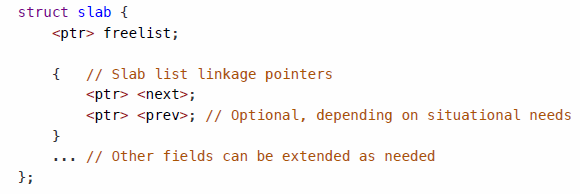 struct slab {
<ptr> freelist;
{ // Slab list linkage pointers
<ptr> <next>;
<ptr> <prev>; // Optional, depending on situational needs
}
... // Other fields can be extended as needed
};